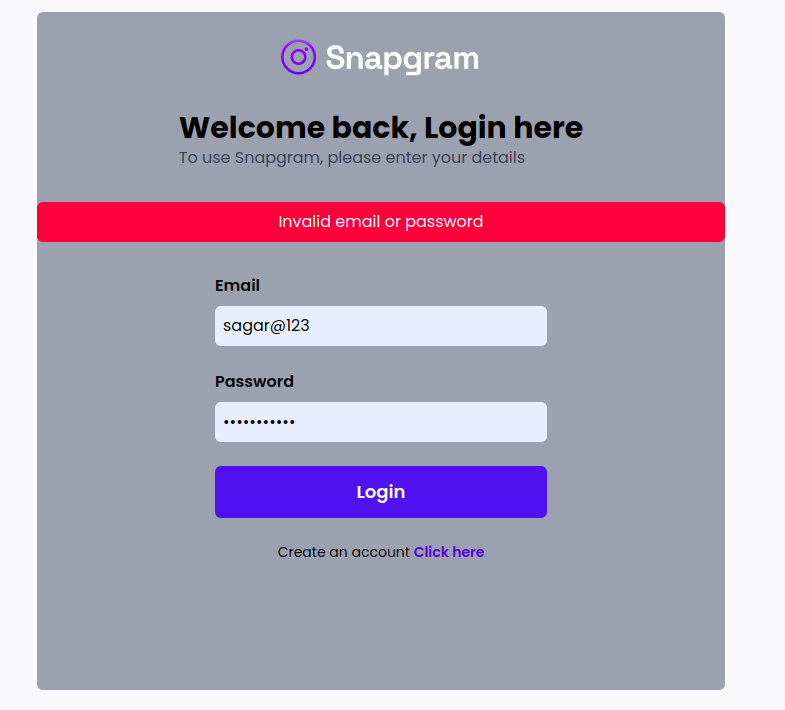 Snapgram
Welcome back, Login here
To use Snapgram, please enter your details
Invalid email or password
Email
sagar@123
Password
•••••••••••
Login
Create an account Click here